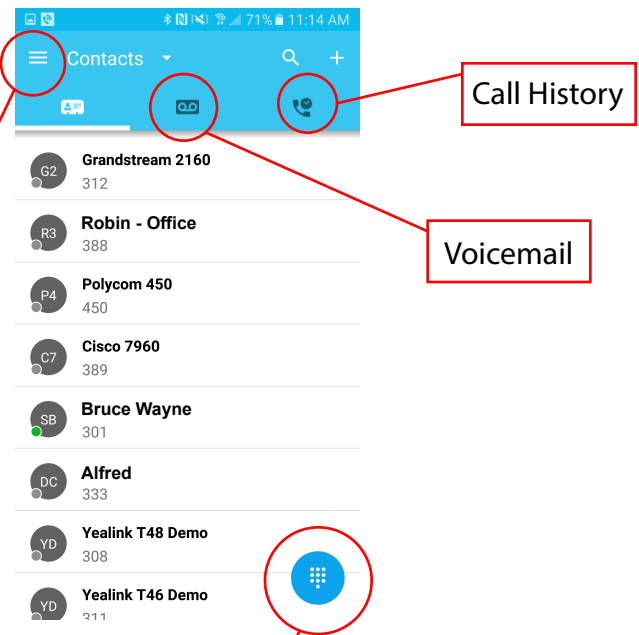 71% 11:14 AM
Contacts
Call History
G2 Grandstream 2160
312
R3 Robin - Office
388
Voicemail
P4 Polycom 450
450
C7 Cisco 7960
389
SB Bruce Wayne
301
DC Alfred
333
YD Yealink T48 Demo
308
YD Yealink T46 Demo
311